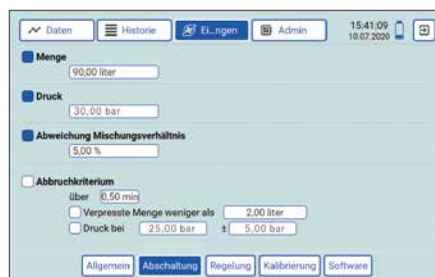 Daten Historie Ei...ngen Admin 15:41:09
10.07.2020
Menge
90,00 liter
Druck
30,00 bar
Abweichung Mischungsverhältnis
5,00 %
Abbruchkriterium
über 0,50 min
Verpresste Menge weniger als 2,00 liter
Druck bei 25,00 bar ± 5,00 bar
Allgemein Abschaltung Regelung Kalibrierung Software